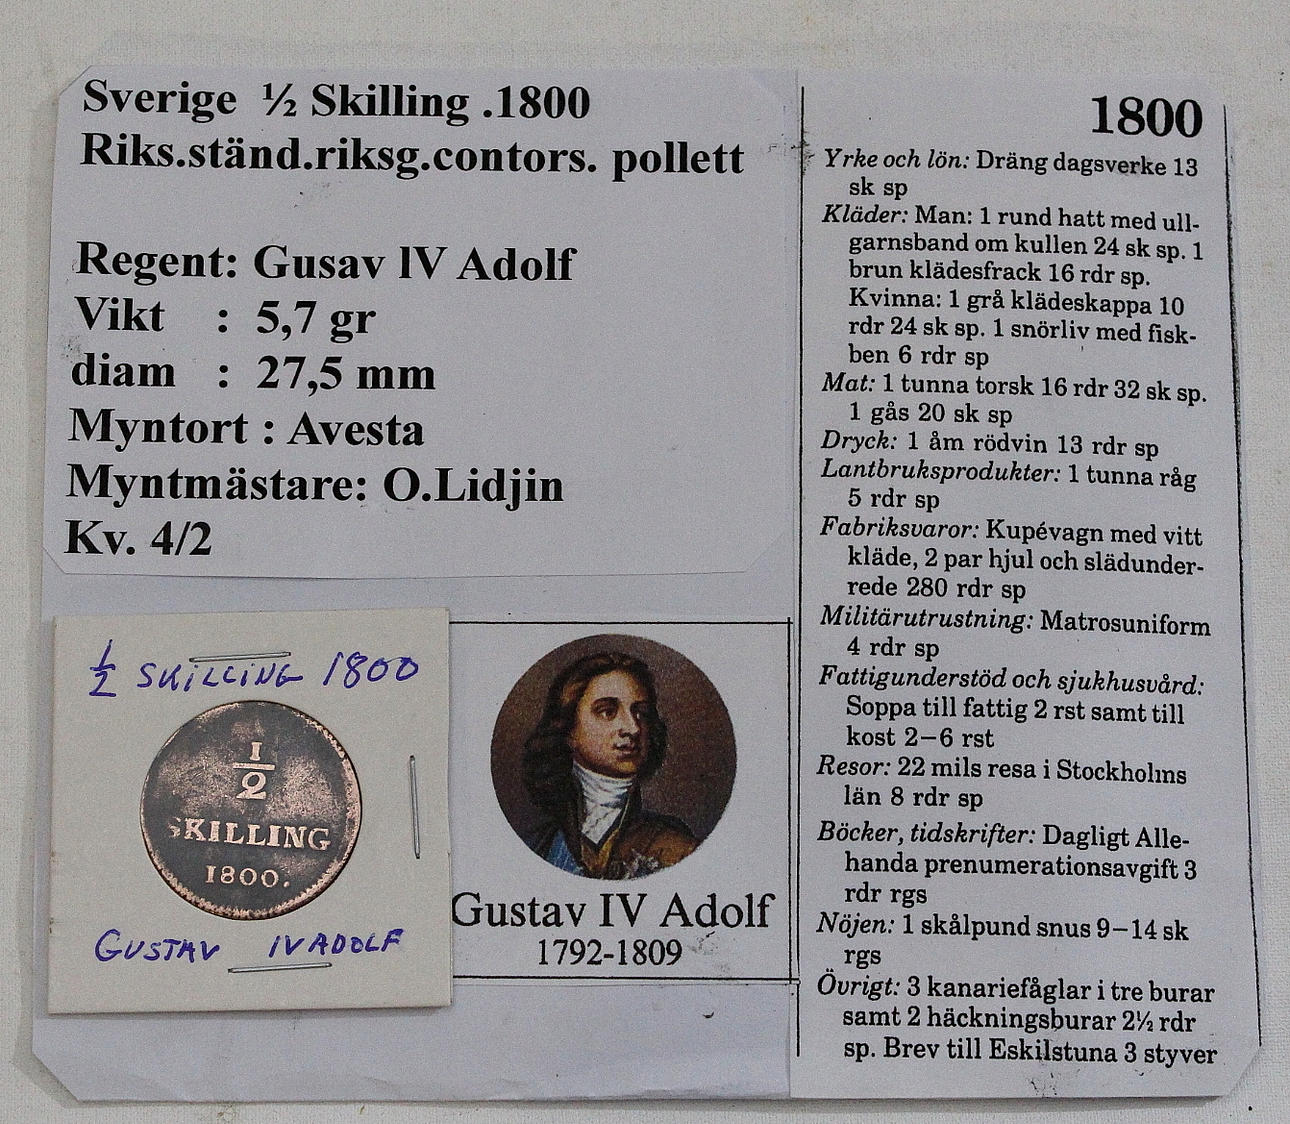 Sverige ½ Skilling .1800
Riks.ständ.riksg.contors. pollett
Regent: Gusav lV Adolf
Vikt : 5,7 gr
diam : 27,5 mm
Myntort : Avesta
Myntmästare: O.Lidjin
Kv. 4/2
½ SKILLING 1800
1
2
SKILLING
1800.
GUSTAV IV ADOLF
Gustav IV Adolf
1792-1809
1800
Yrke och lön: Dräng dagsverke 13
sk sp
Kläder: Man: 1 rund hatt med ull-
garnsband om kullen 24 sk sp. 1
brun klädesfrack 16 rdr sp.
Kvinna: 1 grå klädeskappa 10
rdr 24 sk sp. 1 snörliv med fisk-
ben 6 rdr sp
Mat: 1 tunna torsk 16 rdr 32 sk sp.
1 gås 20 sk sp
Dryck: 1 åm rödvin 13 rdr sp
Lantbruksprodukter: 1 tunna råg
5 rdr sp
Fabriksvaror: Kupévagn med vitt
kläde, 2 par hjul och slädunder-
rede 280 rdr sp
Militärutrustning: Matrosuniform
4 rdr sp
Fattigunderstöd och sjukhusvård:
Soppa till fattig 2 rst samt till
kost 2–6 rst
Resor: 22 mils resa i Stockholms
län 8 rdr sp
Böcker, tidskrifter: Dagligt Alle-
handa prenumerationsavgift 3
rdr rgs
Nöjen: 1 skålpund snus 9–14 sk
rgs
Övrigt: 3 kanariefåglar i tre burar
samt 2 häckningsburar 2½ rdr
sp. Brev till Eskilstuna 3 styver